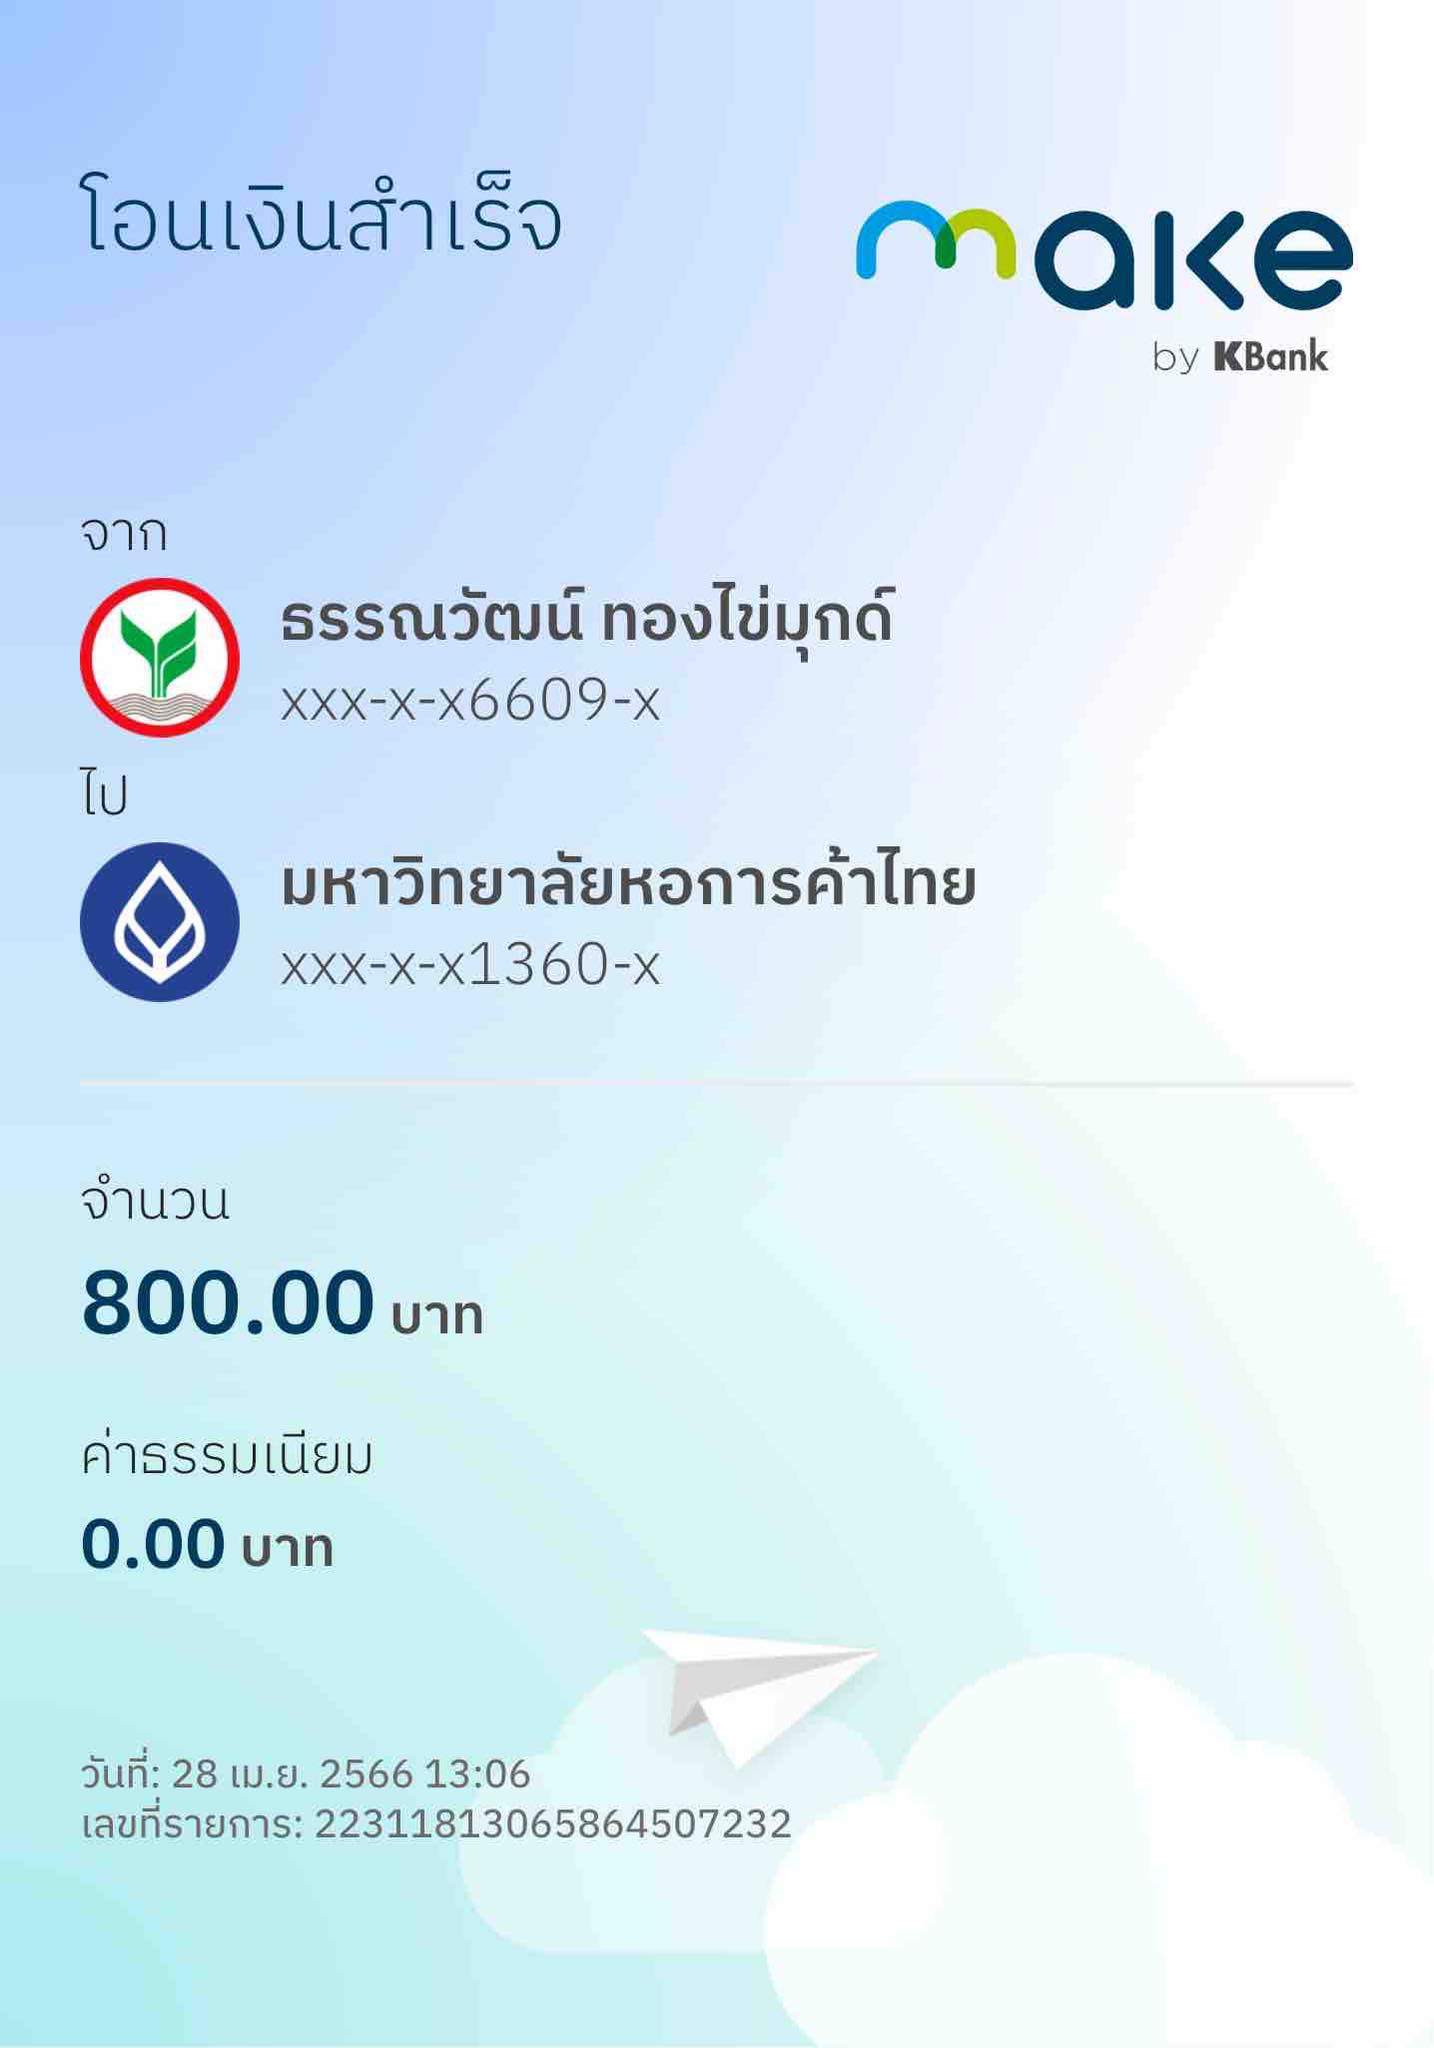 โอนเงินสำเร็จ
make
by KBank
จาก
ธรรณวัฒน์ ทองไข่มุกด์
xxx-x-x6609-x
ไป
มหาวิทยาลัยหอการค้าไทย
xxx-x-x1360-x
จำนวน
800.00 บาท
ค่าธรรมเนียม
0.00 บาท
วันที่: 28 เม.ย. 2566 13:06
เลขที่รายการ: 22311813065864507232